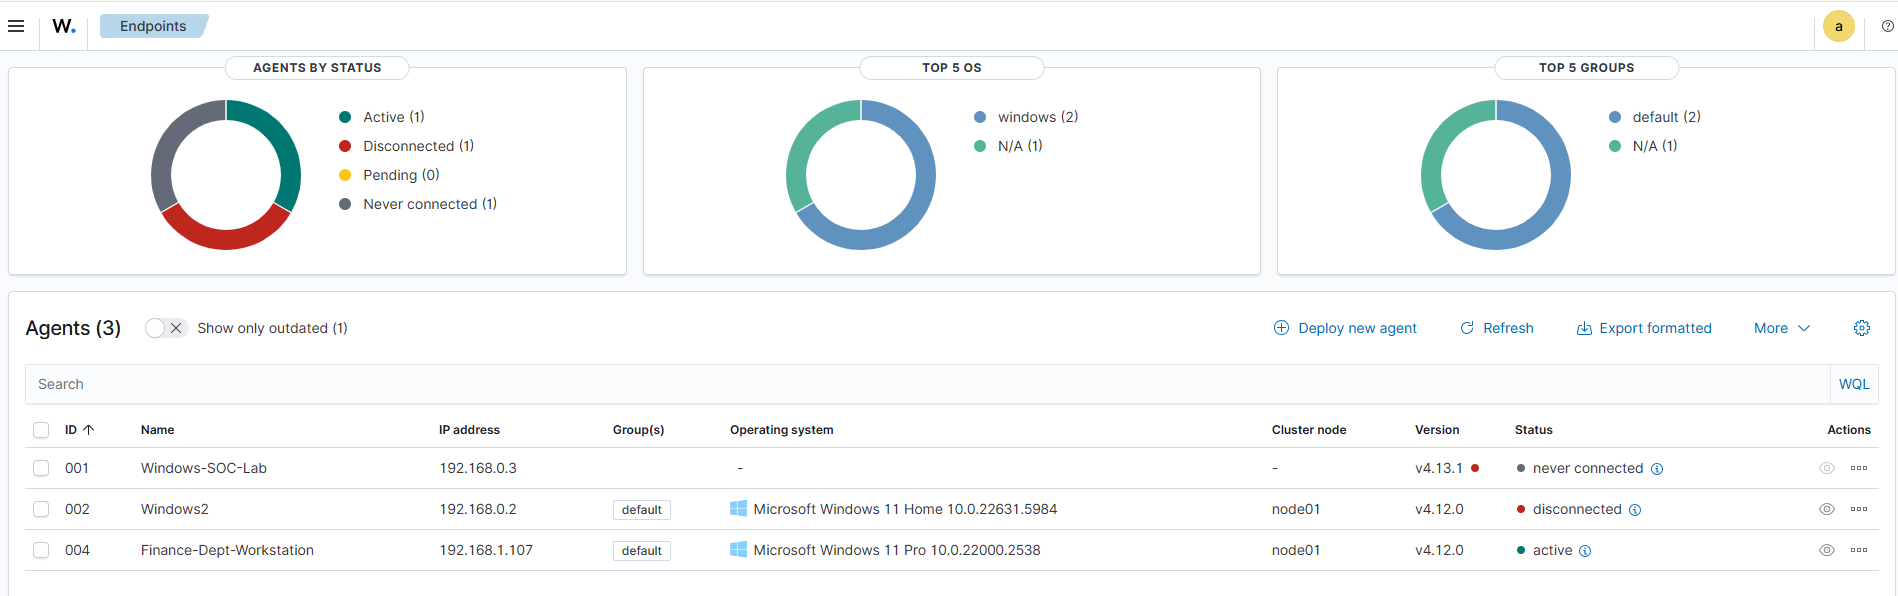 W. Endpoints a
AGENTS BY STATUS
Active (1)
Disconnected (1)
Pending (0)
Never connected (1)
TOP 5 OS
windows (2)
N/A (1)
TOP 5 GROUPS
default (2)
N/A (1)
Agents (3) Show only outdated (1) Deploy new agent Refresh Export formatted More
Search WQL
ID Name IP address Group(s) Operating system Cluster node Version Status Actions
001 Windows-SOC-Lab 192.168.0.3 - - v4.13.1 never connected
002 Windows2 192.168.0.2 default Microsoft Windows 11 Home 10.0.22631.5984 node01 v4.12.0 disconnected
004 Finance-Dept-Workstation 192.168.1.107 default Microsoft Windows 11 Pro 10.0.22000.2538 node01 v4.12.0 active